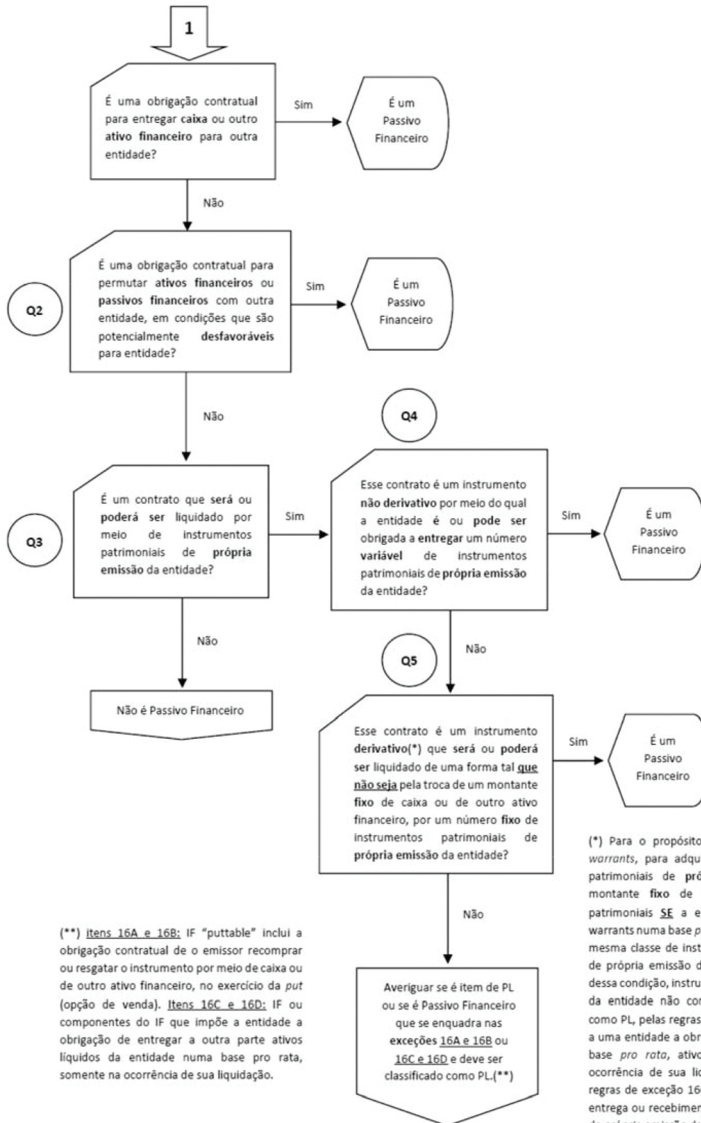 1
É uma obrigação contratual
para entregar caixa ou outro
ativo financeiro para outra
entidade?
Sim
É um
Passivo
Financeiro
Não
Q2
É uma obrigação contratual para
permutar ativos financeiros ou
passivos financeiros com outra
entidade, em condições que são
potencialmente desfavoráveis
para entidade?
Sim
É um
Passivo
Financeiro
Não
Q3
É um contrato que será ou
poderá ser liquidado por
meio de instrumentos
patrimoniais de própria
emissão da entidade?
Sim
Q4
Esse contrato é um instrumento
não derivativo por meio do qual
a entidade é ou pode ser
obrigada a entregar um número
variável de instrumentos
patrimoniais de própria emissão
da entidade?
Sim
É um
Passivo
Financeiro
Não
Não é Passivo Financeiro
Não
Q5
Esse contrato é um instrumento
derivativo(*) que será ou poderá
ser liquidado de uma forma tal que
não seja pela troca de um montante
fixo de caixa ou de outro ativo
financeiro, por um número fixo de
instrumentos patrimoniais de
própria emissão da entidade?
Sim
É um
Passivo
Financeiro
Não
Averiguar se é item de PL
ou se é Passivo Financeiro
que se enquadra nas
exceções 16A e 16B ou
16C e 16D e deve ser
classificado como PL.(**)
(**) itens 16A e 16B: IF "puttable" inclui a
obrigação contratual de o emissor recomprar
ou resgatar o instrumento por meio de caixa ou
de outro ativo financeiro, no exercício da put
(opção de venda). Itens 16C e 16D: IF ou
componentes do IF que impõe a entidade a
obrigação de entregar a outra parte ativos
líquidos da entidade numa base pro rata,
somente na ocorrência de sua liquidação.
(*) Para o propósito
warrants, para adqu
patrimoniais de pró
montante fixo de
patrimoniais SE a e
warrants numa base p
mesma classe de inst
de própria emissão d
dessa condição, instru
da entidade não con
como PL, pelas regras
a uma entidade a obr
base pro rata, ativo
ocorrência de sua liq
regras de exceção 16
entrega ou recebimen